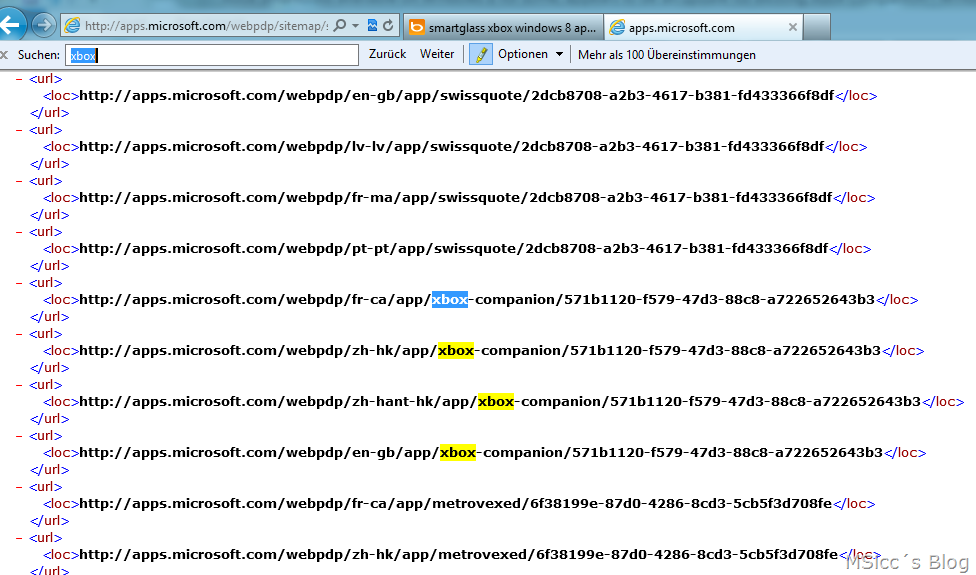 http://apps.microsoft.com/webpdp/sitemap/s
smartglass xbox windows 8 ap...
apps.microsoft.com
Suchen: xbox Zurück Weiter Optionen Mehr als 100 Übereinstimmungen
– <url>
<loc>http://apps.microsoft.com/webpdp/en-gb/app/swissquote/2dcb8708-a2b3-4617-b381-fd433366f8df</loc>
</url>
– <url>
<loc>http://apps.microsoft.com/webpdp/lv-lv/app/swissquote/2dcb8708-a2b3-4617-b381-fd433366f8df</loc>
</url>
– <url>
<loc>http://apps.microsoft.com/webpdp/fr-ma/app/swissquote/2dcb8708-a2b3-4617-b381-fd433366f8df</loc>
</url>
– <url>
<loc>http://apps.microsoft.com/webpdp/pt-pt/app/swissquote/2dcb8708-a2b3-4617-b381-fd433366f8df</loc>
</url>
– <url>
<loc>http://apps.microsoft.com/webpdp/fr-ca/app/xbox-companion/571b1120-f579-47d3-88c8-a722652643b3</loc>
</url>
– <url>
<loc>http://apps.microsoft.com/webpdp/zh-hk/app/xbox-companion/571b1120-f579-47d3-88c8-a722652643b3</loc>
</url>
– <url>
<loc>http://apps.microsoft.com/webpdp/zh-hant-hk/app/xbox-companion/571b1120-f579-47d3-88c8-a722652643b3</loc>
</url>
– <url>
<loc>http://apps.microsoft.com/webpdp/en-gb/app/xbox-companion/571b1120-f579-47d3-88c8-a722652643b3</loc>
</url>
– <url>
<loc>http://apps.microsoft.com/webpdp/fr-ca/app/metrovexed/6f38199e-87d0-4286-8cd3-5cb5f3d708fe</loc>
</url>
– <url>
<loc>http://apps.microsoft.com/webpdp/zh-hk/app/metrovexed/6f38199e-87d0-4286-8cd3-5cb5f3d708fe</loc>
</url>
MSicc´s Blog